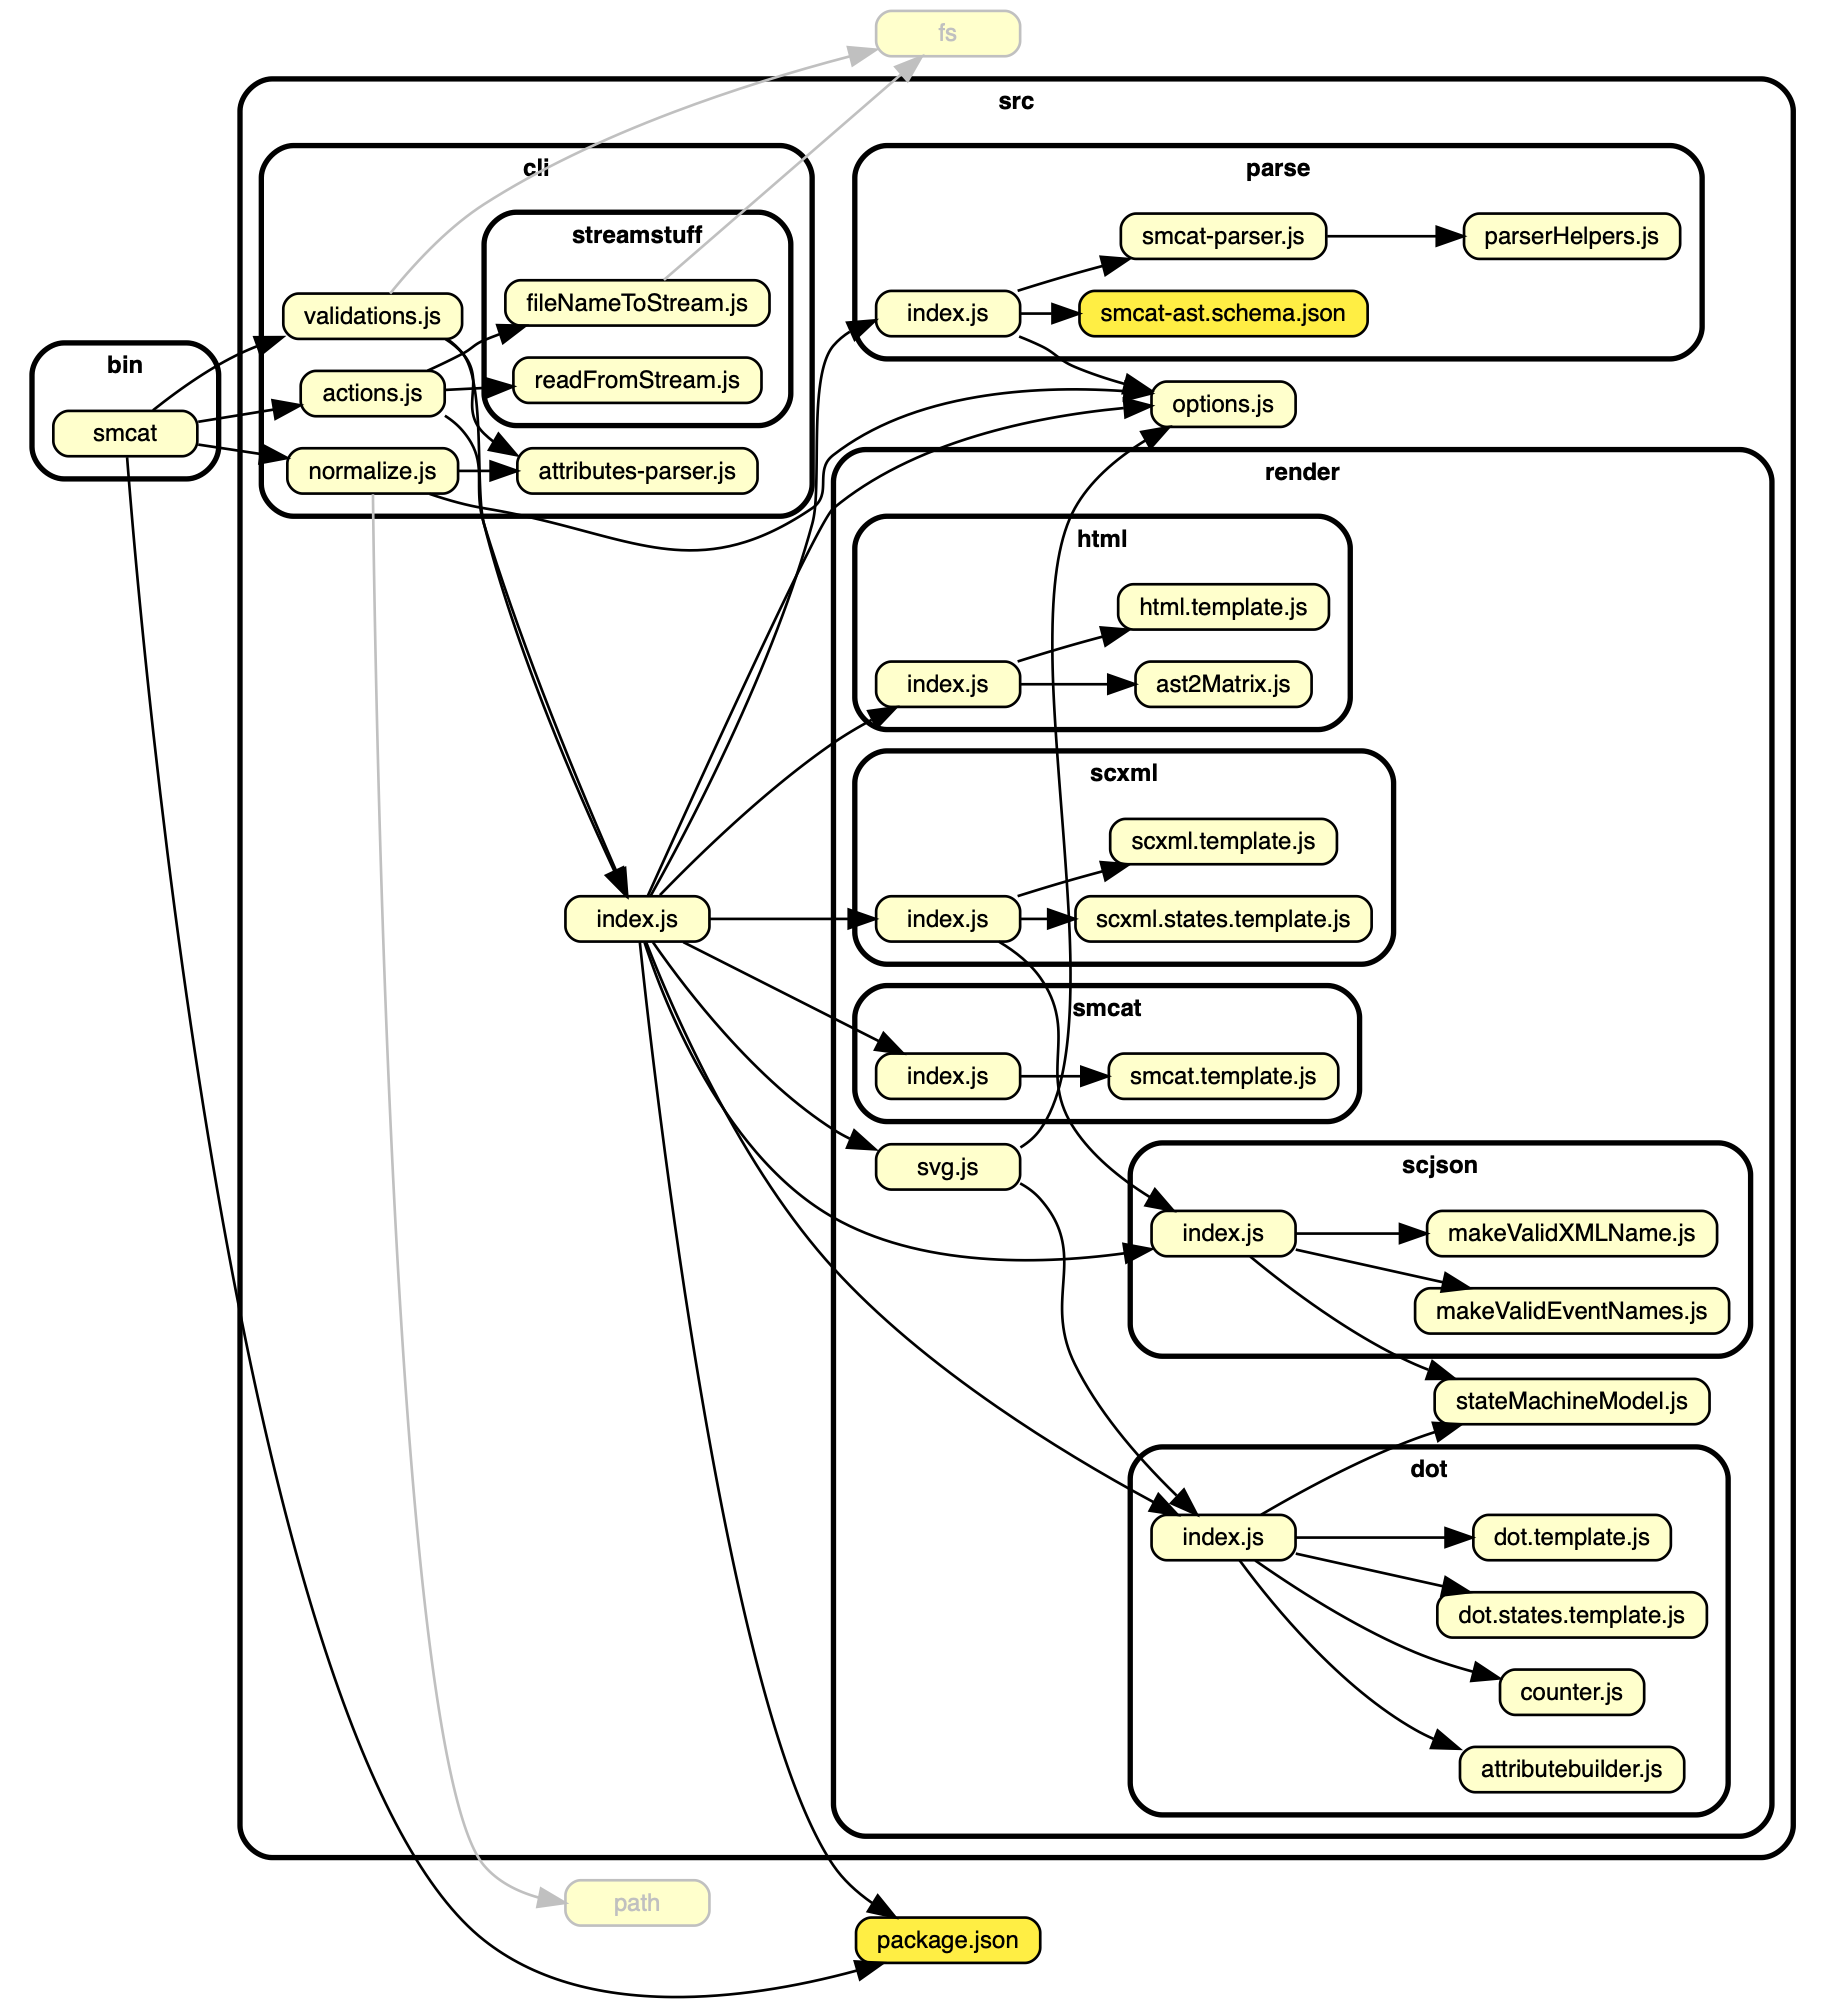 fs
src
cli
parse
streamstuff
smcat-parser.js
parserHelpers.js
fileNameToStream.js
validations.js
index.js
smcat-ast.schema.json
bin
readFromStream.js
actions.js
options.js
smcat
normalize.js
attributes-parser.js
render
html
html.template.js
index.js
ast2Matrix.js
scxml
scxml.template.js
index.js
index.js
scxml.states.template.js
smcat
index.js
smcat.template.js
svg.js
scjson
index.js
makeValidXMLName.js
makeValidEventNames.js
stateMachineModel.js
dot
index.js
dot.template.js
dot.states.template.js
counter.js
attributebuilder.js
path
package.json